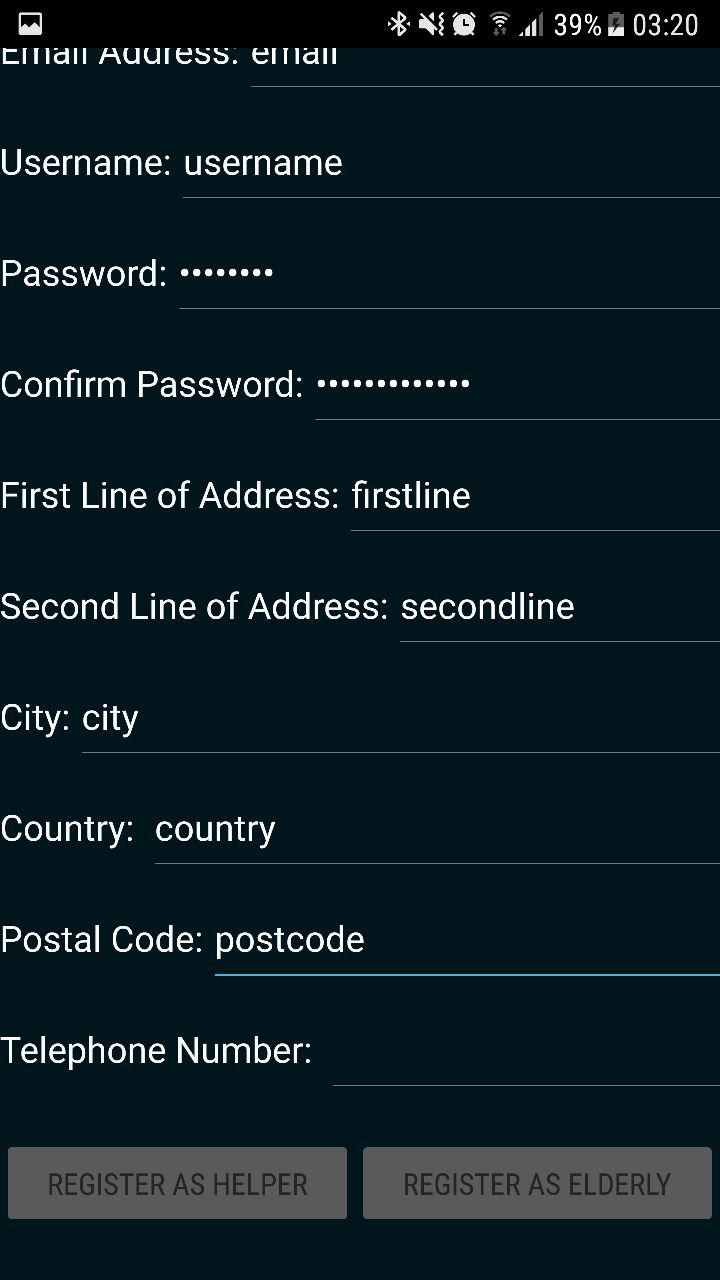 39% 03:20
Email Address: email
Username: username
Password: ••••••••
Confirm Password: •••••••••••••
First Line of Address: firstline
Second Line of Address: secondline
City: city
Country: country
Postal Code: postcode
Telephone Number:
REGISTER AS HELPER REGISTER AS ELDERLY